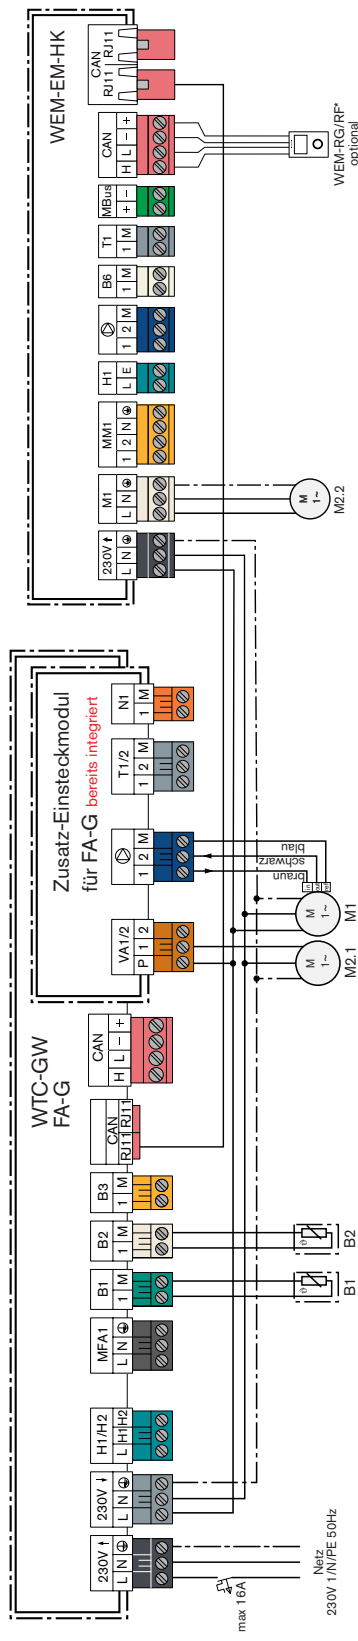 WTC-GW
FA-G
Zusatz-Einsteckmodul
für FA-G bereits integriert
WEM-EM-HK
230V
L N
H1/H2
L H1 H2
MFA1
L N
B1
1 M
B2
1 M
B3
1 M
CAN
RJ11 RJ11
CAN
H L − +
VA1/2
P 1 2
1 2 M
T1/2
1 2 M
N1
1 M
230V
L N
M1
L N
MM1
1 2 N
H1
L E
1 2 M
B6
1 M
T1
1 M
MBus
+ −
CAN
H L − +
CAN
RJ11 RJ11
230V
L N
max 16A
Netz
230V 1/N/PE 50Hz
ϑ
B1
ϑ
B2
M
1~
M2.1
M
1~
M1
braun
schwarz
blau
M
1~
M2.2
WEM-RG/RF*
optional